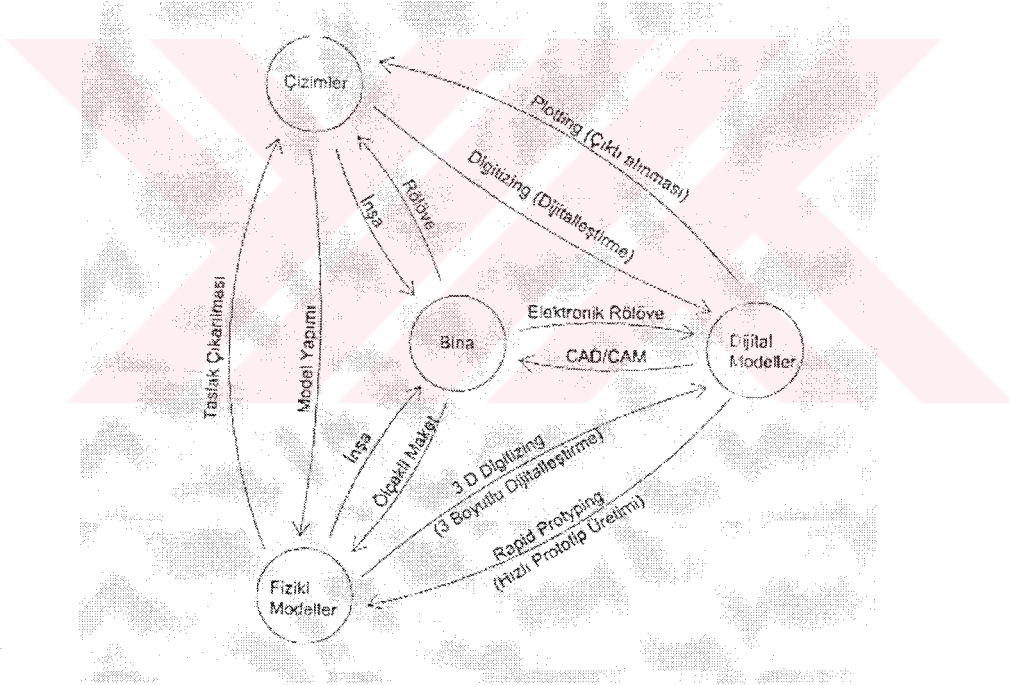 Çizimler
Plotting (Çıktı alınması)
Digitizing (Dijitalleştirme)
İnşa
Rölöve
Taslak Çıkarılması
Model Yapımı
Bina
Elektronik Rölöve
CAD/CAM
Dijital
Modeller
İnşa
Ölçekli Maket
3 D Digitizing
(3 Boyutlu Dijitalleştirme)
Rapid Protyping
(Hızlı Prototip Üretimi)
Fiziki
Modeller